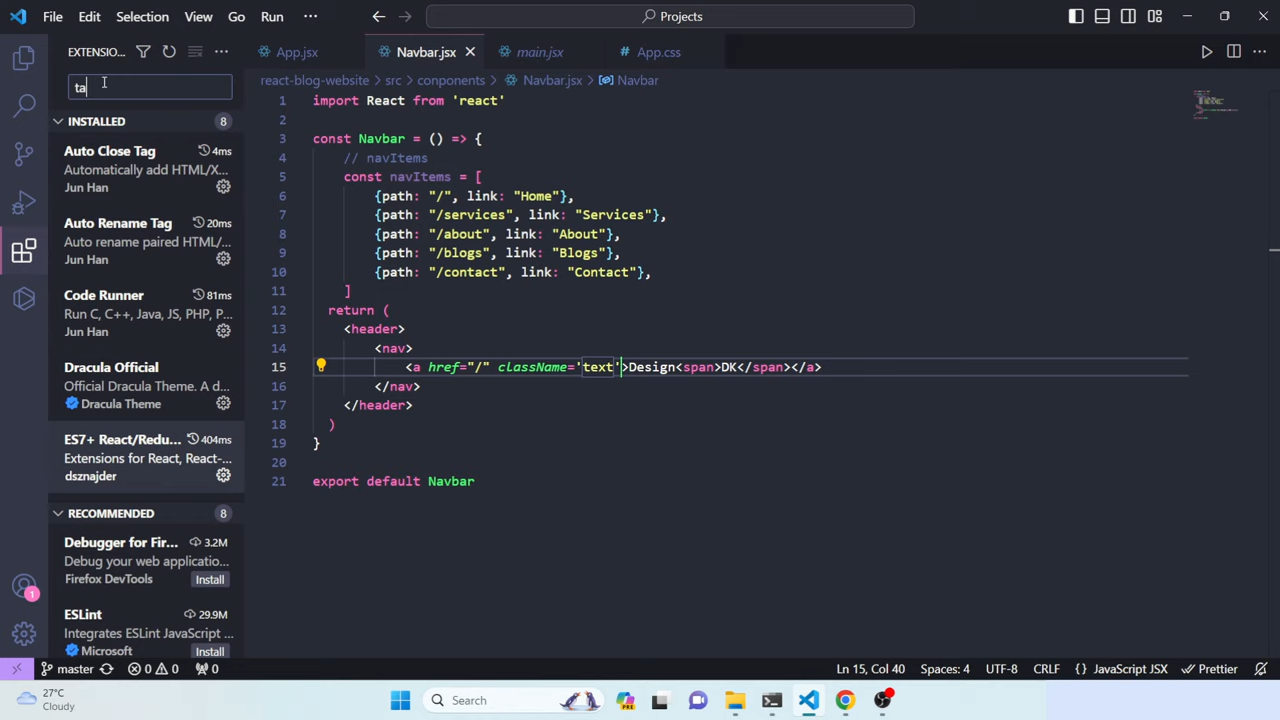 File Edit Selection View Go Run ··· Projects
EXTENSIO... ···
ta
INSTALLED 8
Auto Close Tag 4ms
Automatically add HTML/X...
Jun Han
Auto Rename Tag 20ms
Auto rename paired HTML/...
Jun Han
Code Runner 81ms
Run C, C++, Java, JS, PHP, P...
Jun Han
Dracula Official
Official Dracula Theme. A d...
Dracula Theme
ES7+ React/Redu... 404ms
Extensions for React, React-...
dsznajder
RECOMMENDED 8
Debugger for Fir... 3.2M
Debug your web applicatio...
Firefox DevTools Install
ESLint 29.9M
Integrates ESLint JavaScript ...
Microsoft Install
App.jsx Navbar.jsx main.jsx App.css
react-blog-website > src > conponents > Navbar.jsx > Navbar
1 import React from 'react'
2
3 const Navbar = () => {
4 // navItems
5 const navItems = [
6 {path: "/", link: "Home"},
7 {path: "/services", link: "Services"},
8 {path: "/about", link: "About"},
9 {path: "/blogs", link: "Blogs"},
10 {path: "/contact", link: "Contact"},
11 ]
12 return (
13 <header>
14 <nav>
15 <a href="/" className='text'>Design<span>DK</span></a>
16 </nav>
17 </header>
18 )
19 }
20
21 export default Navbar
1
master 0 0 0 Ln 15, Col 40 Spaces: 4 UTF-8 CRLF {} JavaScript JSX Prettier
27°C
Cloudy
Search
PRE